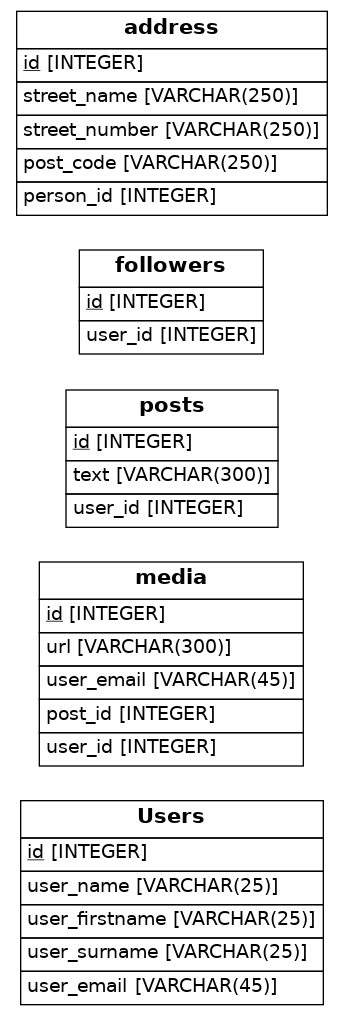 address
id [INTEGER]
street_name [VARCHAR(250)]
street_number [VARCHAR(250)]
post_code [VARCHAR(250)]
person_id [INTEGER]
followers
id [INTEGER]
user_id [INTEGER]
posts
id [INTEGER]
text [VARCHAR(300)]
user_id [INTEGER]
media
id [INTEGER]
url [VARCHAR(300)]
user_email [VARCHAR(45)]
post_id [INTEGER]
user_id [INTEGER]
Users
id [INTEGER]
user_name [VARCHAR(25)]
user_firstname [VARCHAR(25)]
user_surname [VARCHAR(25)]
user_email [VARCHAR(45)]